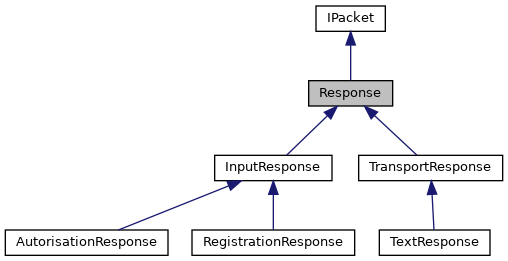 IPacket
Response
InputResponse
TransportResponse
AutorisationResponse
RegistrationResponse
TextResponse